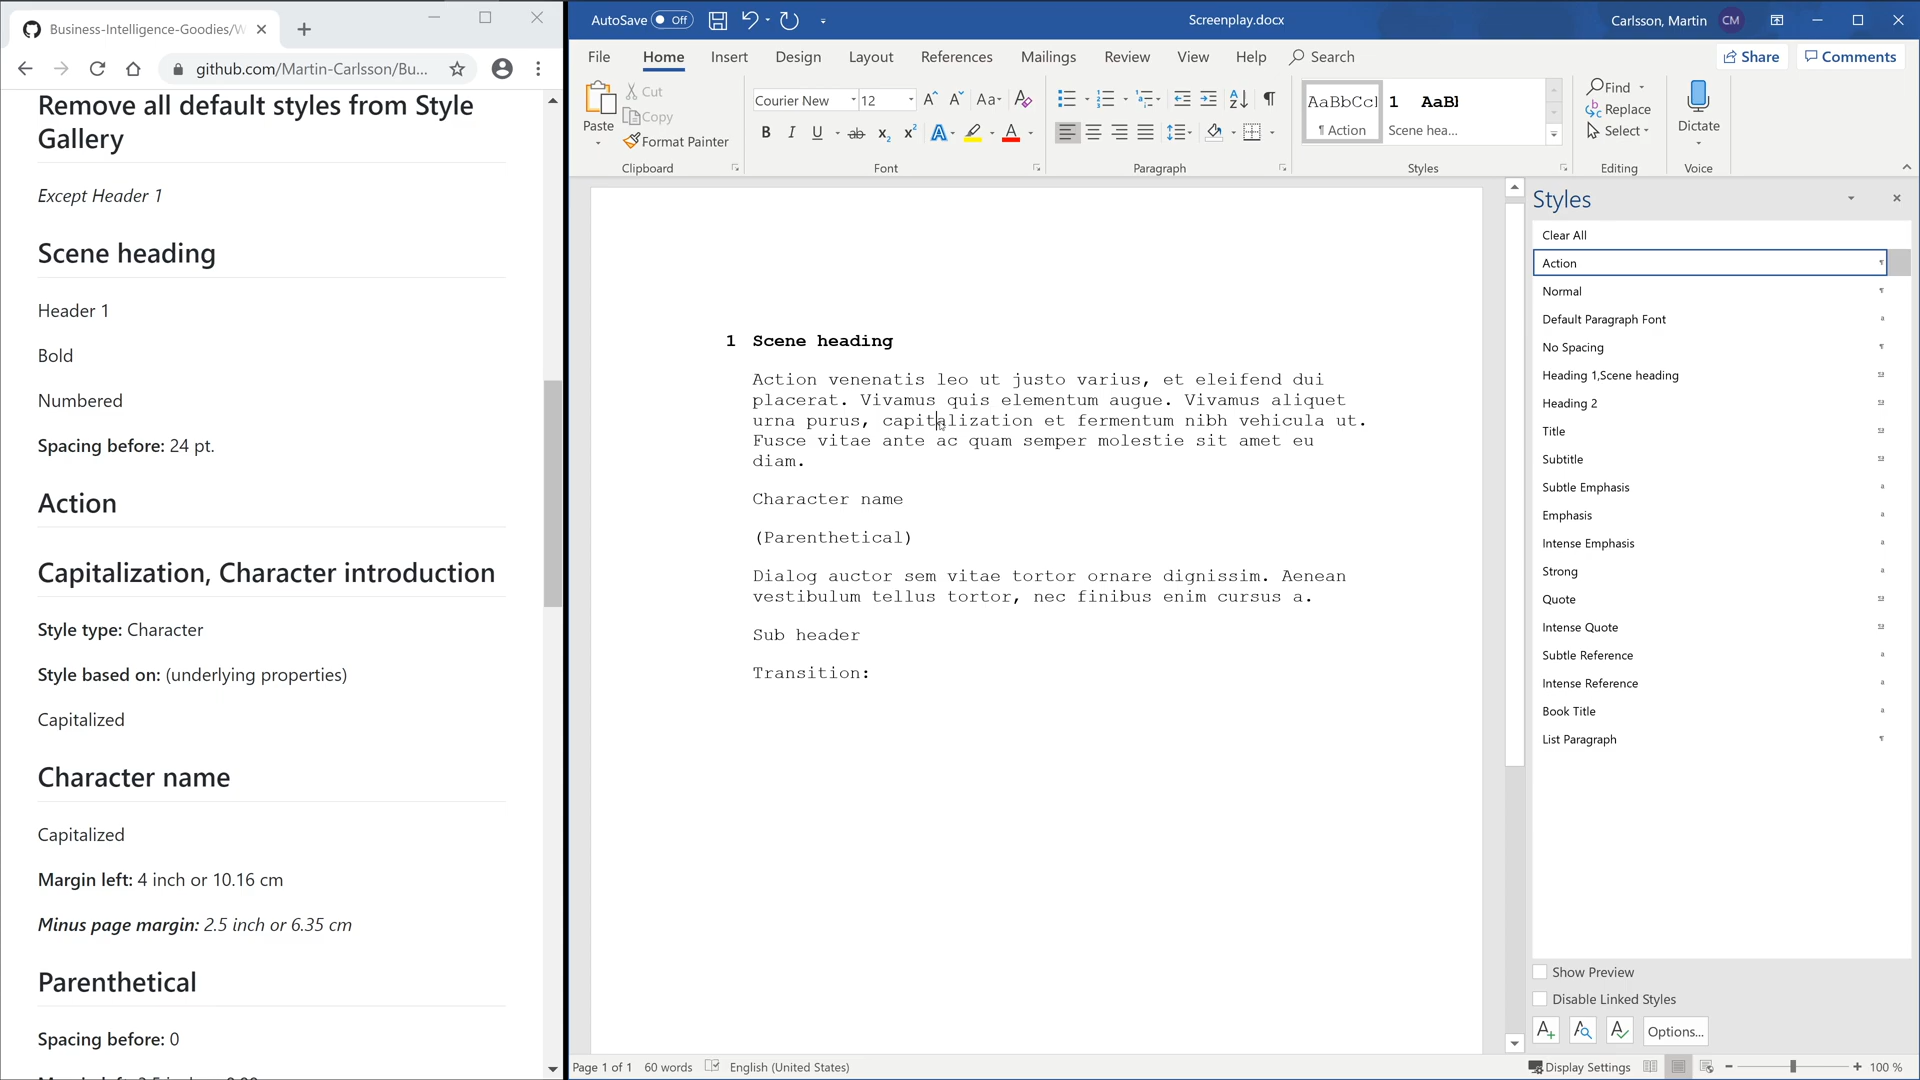 Business-Intelligence-Goodies/W
github.com/Martin-Carlsson/Bu...
Remove all default styles from Style
Gallery
Except Header 1
Scene heading
Header 1
Bold
Numbered
Spacing before: 24 pt.
Action
Capitalization, Character introduction
Style type: Character
Style based on: (underlying properties)
Capitalized
Character name
Capitalized
Margin left: 4 inch or 10.16 cm
Minus page margin: 2.5 inch or 6.35 cm
Parenthetical
Spacing before: 0
AutoSave Off
Screenplay.docx
Carlsson, Martin CM
File Home Insert Design Layout References Mailings Review View Help Search
Share Comments
Paste
Cut
Copy
Format Painter
Clipboard
Courier New 12
Font
Paragraph
AaBbCcI 1 AaBl
¶ Action Scene hea...
Styles
Find
Replace
Select
Editing
Dictate
Voice
1 Scene heading
Action venenatis leo ut justo varius, et eleifend dui
placerat. Vivamus quis elementum augue. Vivamus aliquet
urna purus, capitalization et fermentum nibh vehicula ut.
Fusce vitae ante ac quam semper molestie sit amet eu
diam.
Character name
(Parenthetical)
Dialog auctor sem vitae tortor ornare dignissim. Aenean
vestibulum tellus tortor, nec finibus enim cursus a.
Sub header
Transition:
Styles
Clear All
Action
Normal
Default Paragraph Font
No Spacing
Heading 1,Scene heading
Heading 2
Title
Subtitle
Subtle Emphasis
Emphasis
Intense Emphasis
Strong
Quote
Intense Quote
Subtle Reference
Intense Reference
Book Title
List Paragraph
Show Preview
Disable Linked Styles
Options...
Page 1 of 1 60 words English (United States)
Display Settings 100 %